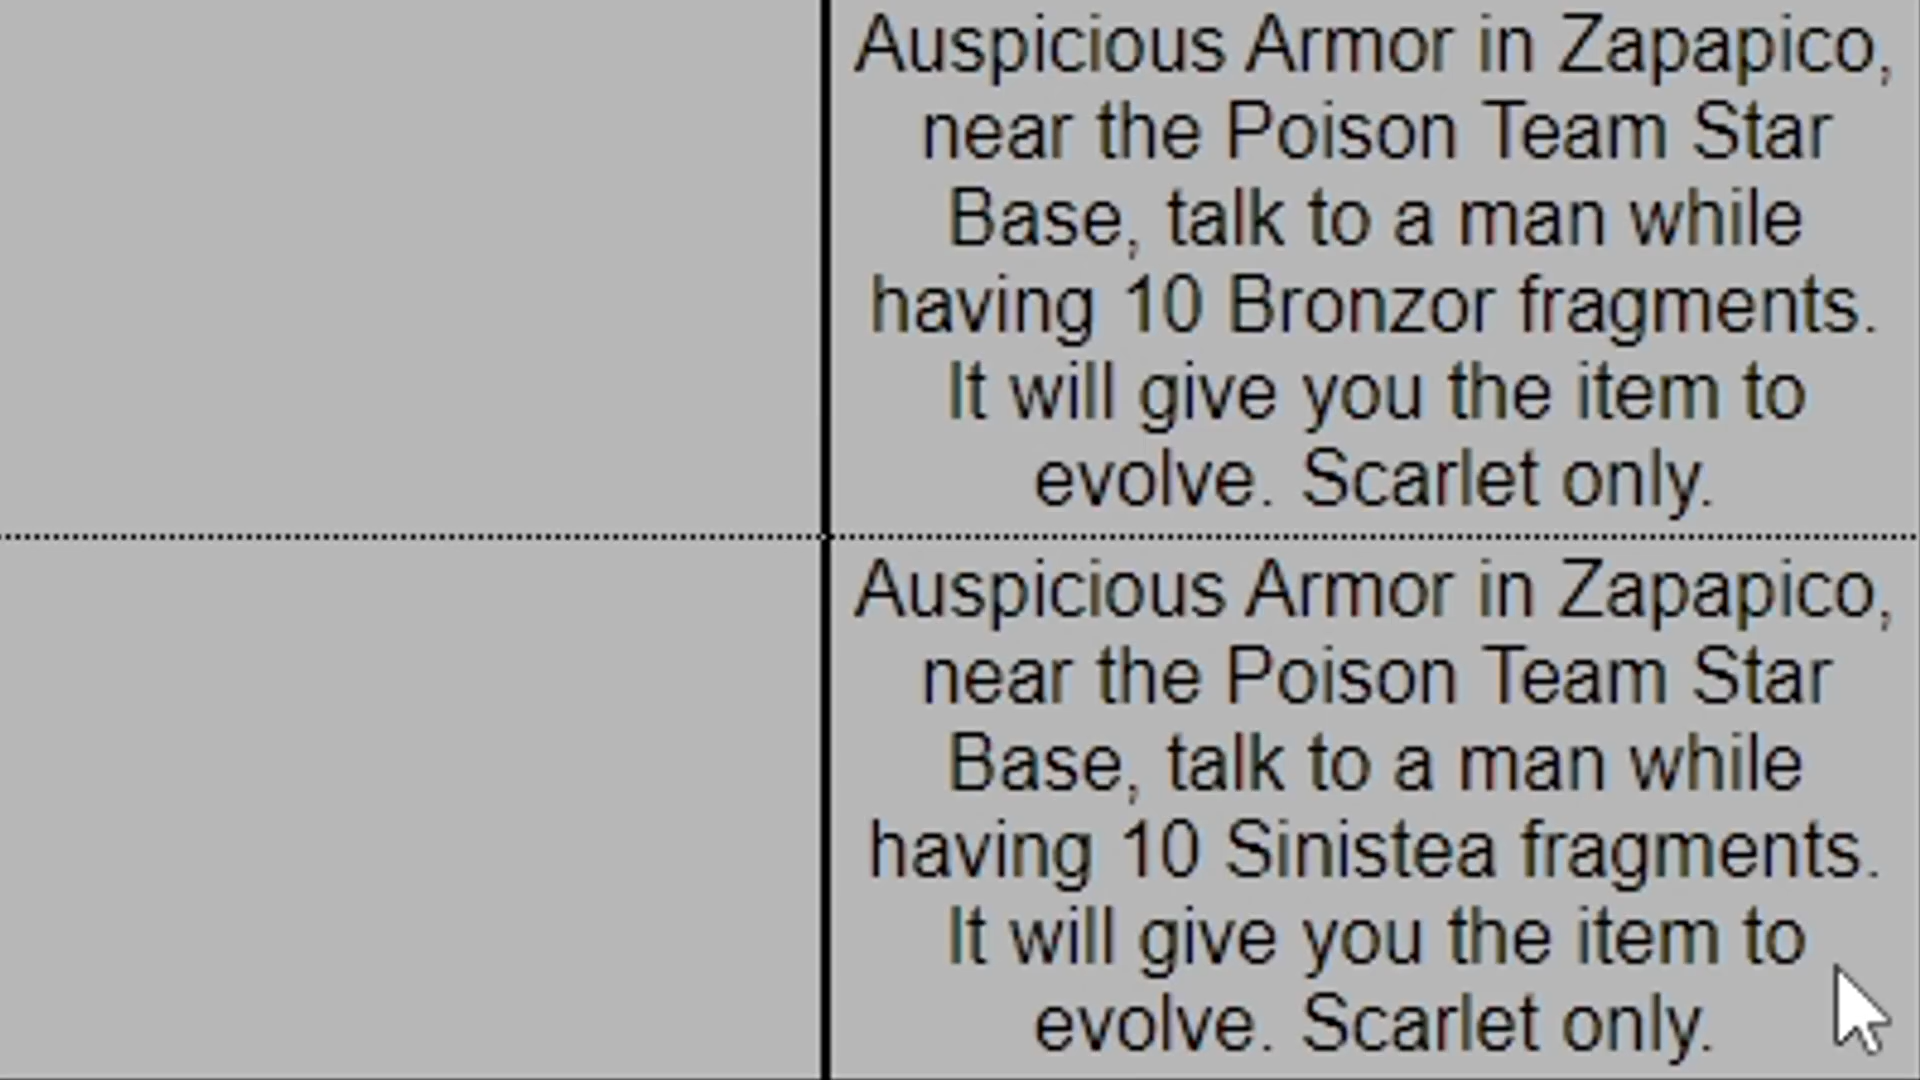 Auspicious Armor in Zapapico,
near the Poison Team Star
Base, talk to a man while
having 10 Bronzor fragments.
It will give you the item to
evolve. Scarlet only.
Auspicious Armor in Zapapico,
near the Poison Team Star
Base, talk to a man while
having 10 Sinistea fragments.
It will give you the item to
evolve. Scarlet only.